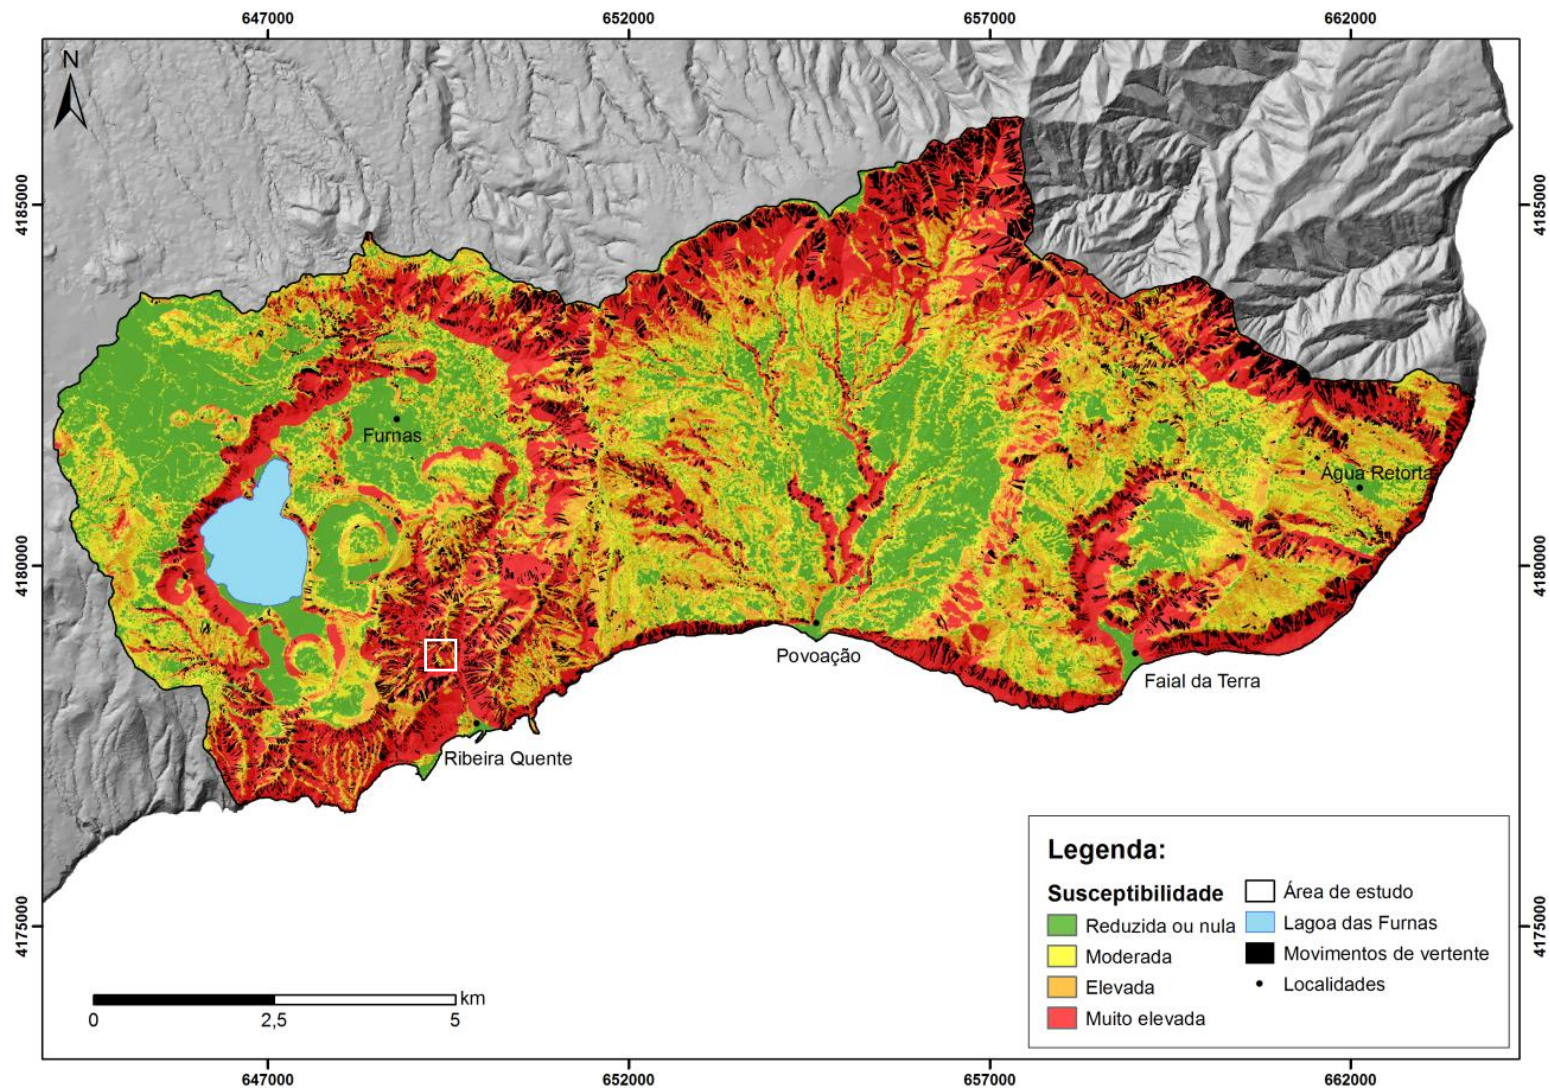 647000
652000
657000
662000
N
4185000
4185000
Furnas
Água Retorta
4180000
4180000
Povoação
Faial da Terra
Ribeira Quente
Legenda:
Susceptibilidade
Reduzida ou nula
Moderada
Elevada
Muito elevada
Área de estudo
Lagoa das Furnas
Movimentos de vertente
Localidades
4175000
4175000
km
0
2,5
5
647000
652000
657000
662000